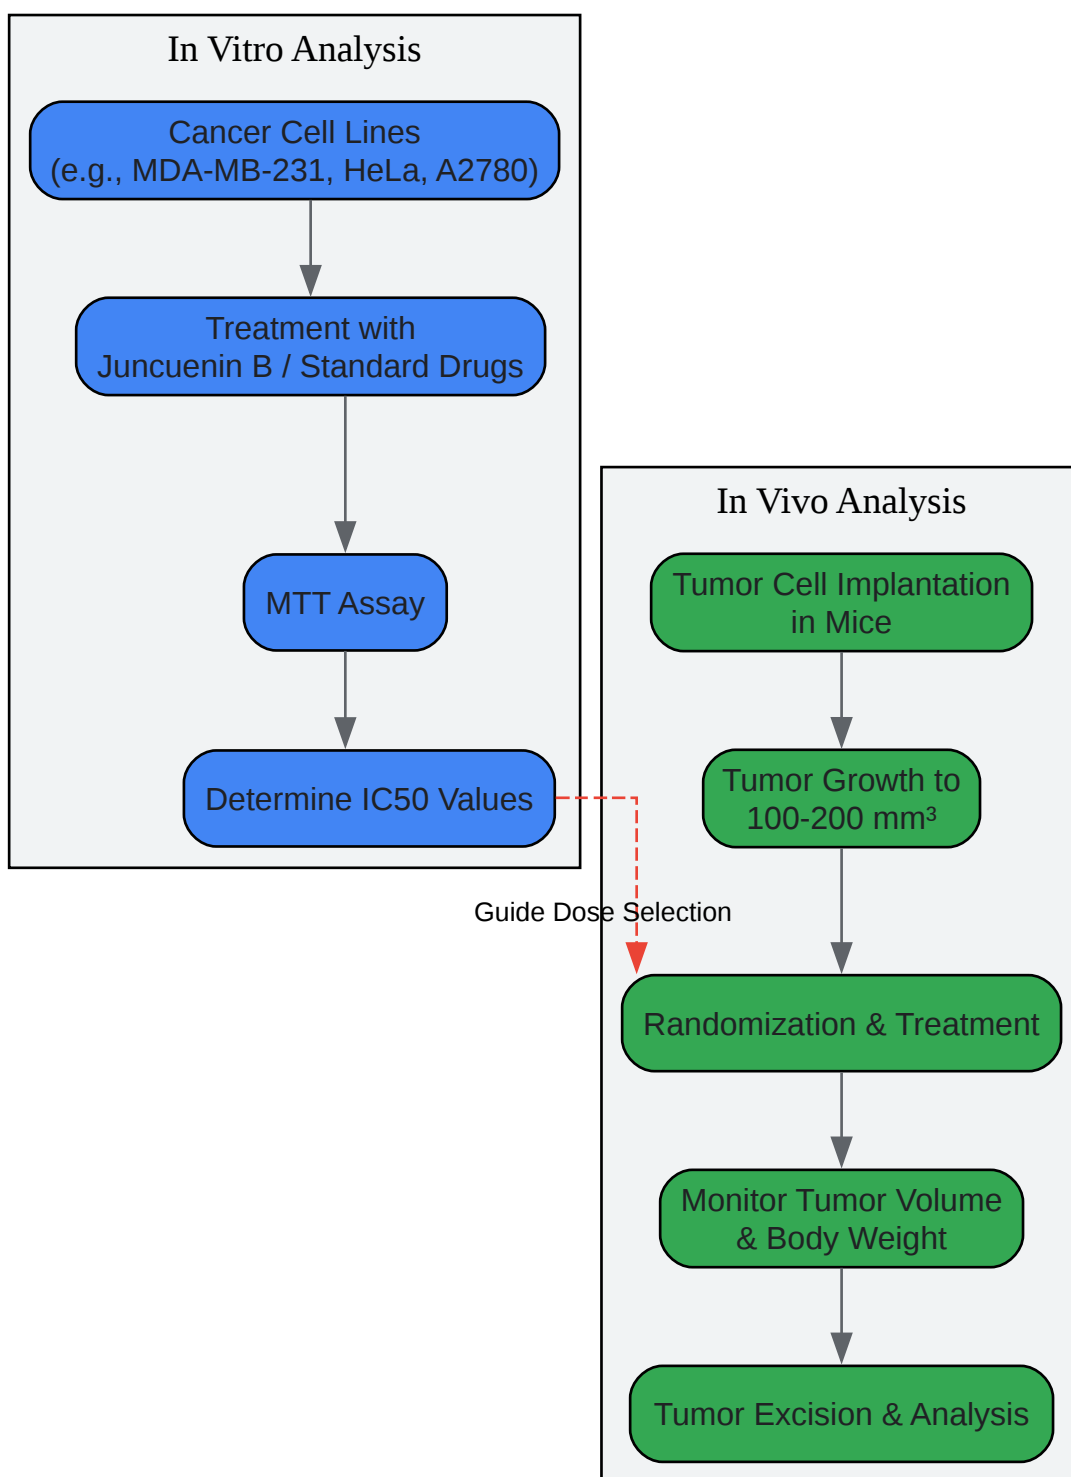 In Vitro Analysis
Cancer Cell Lines
(e.g., MDA-MB-231, HeLa, A2780)
Treatment with
Juncuenin B / Standard Drugs
MTT Assay
Determine IC50 Values
Guide Dose Selection
In Vivo Analysis
Tumor Cell Implantation
in Mice
Tumor Growth to
100-200 mm³
Randomization & Treatment
Monitor Tumor Volume
& Body Weight
Tumor Excision & Analysis